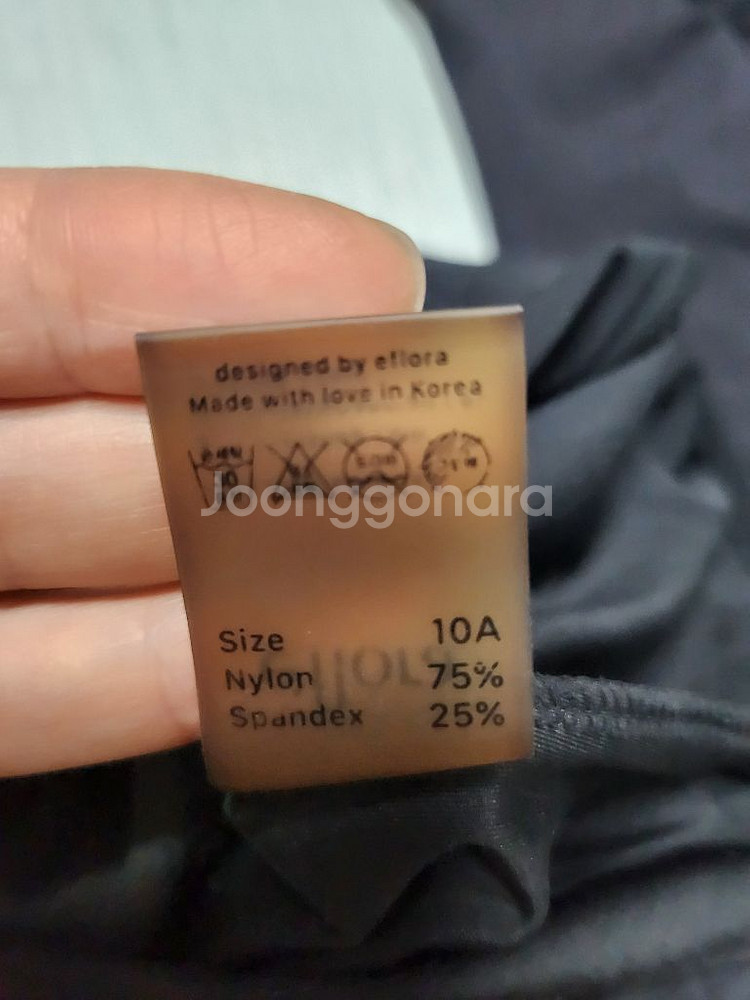 designed by eflora
Made with love in Korea
Joonggonara
Size 10A
Nylon 75%
Spandex 25%